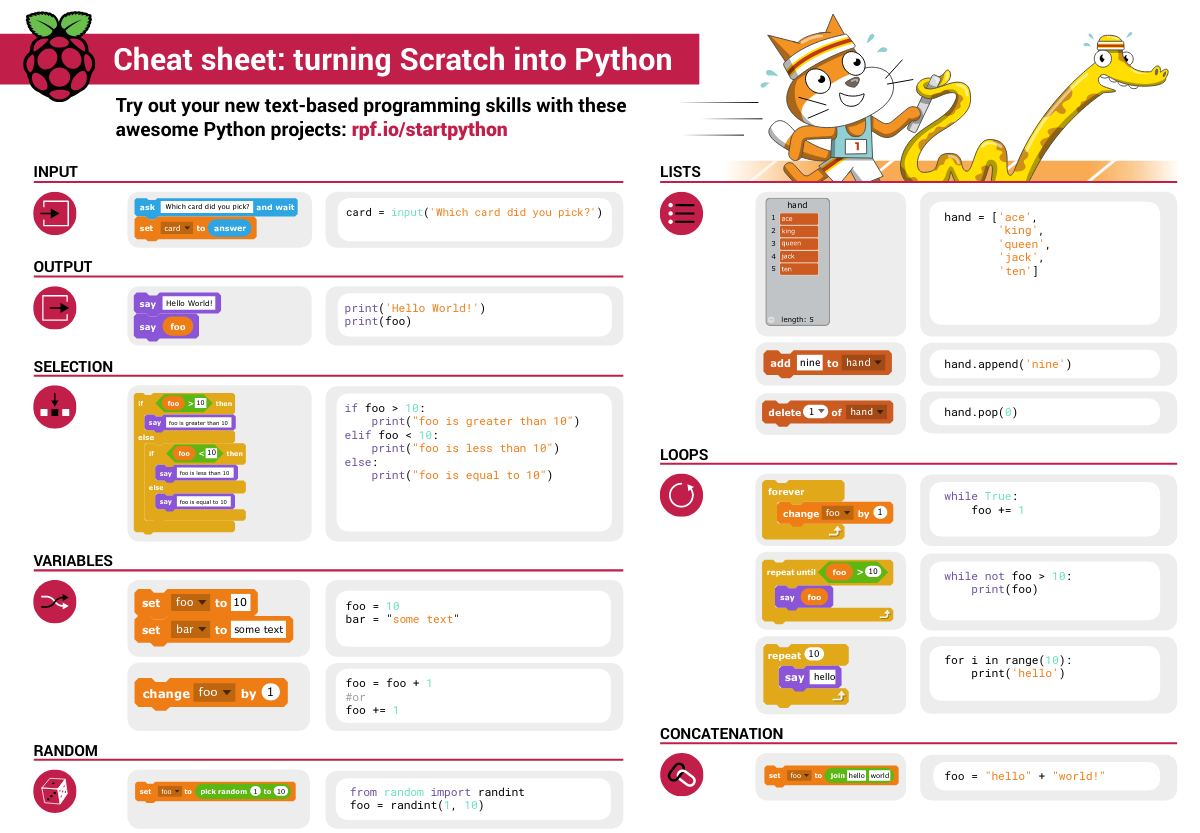 Cheat sheet: turning Scratch into Python
Try out your new text-based programming skills with these
awesome Python projects: rpf.io/startpython
1
INPUT
ask Which card did you pick? and wait
set card to answer
card = input('Which card did you pick?')
OUTPUT
say Hello World!
say foo
print('Hello World!')
print(foo)
SELECTION
if foo > 10 then
say foo is greater than 10
else
if foo < 10 then
say foo is less than 10
else
say foo is equal to 10
if foo > 10:
    print("foo is greater than 10")
elif foo < 10:
    print("foo is less than 10")
else:
    print("foo is equal to 10")
VARIABLES
set foo to 10
set bar to some text
foo = 10
bar = "some text"
change foo by 1
foo = foo + 1
#or
foo += 1
RANDOM
set foo to pick random 1 to 10
from random import randint
foo = randint(1, 10)
LISTS
hand
1 ace
2 king
3 queen
4 jack
5 ten
length: 5
hand = ['ace',
        'king',
        'queen',
        'jack',
        'ten']
add nine to hand
hand.append('nine')
delete 1 of hand
hand.pop(0)
LOOPS
forever
change foo by 1
while True:
    foo += 1
repeat until foo > 10
say foo
while not foo > 10:
    print(foo)
repeat 10
say hello
for i in range(10):
    print('hello')
CONCATENATION
set foo to join hello world
foo = "hello" + "world!"